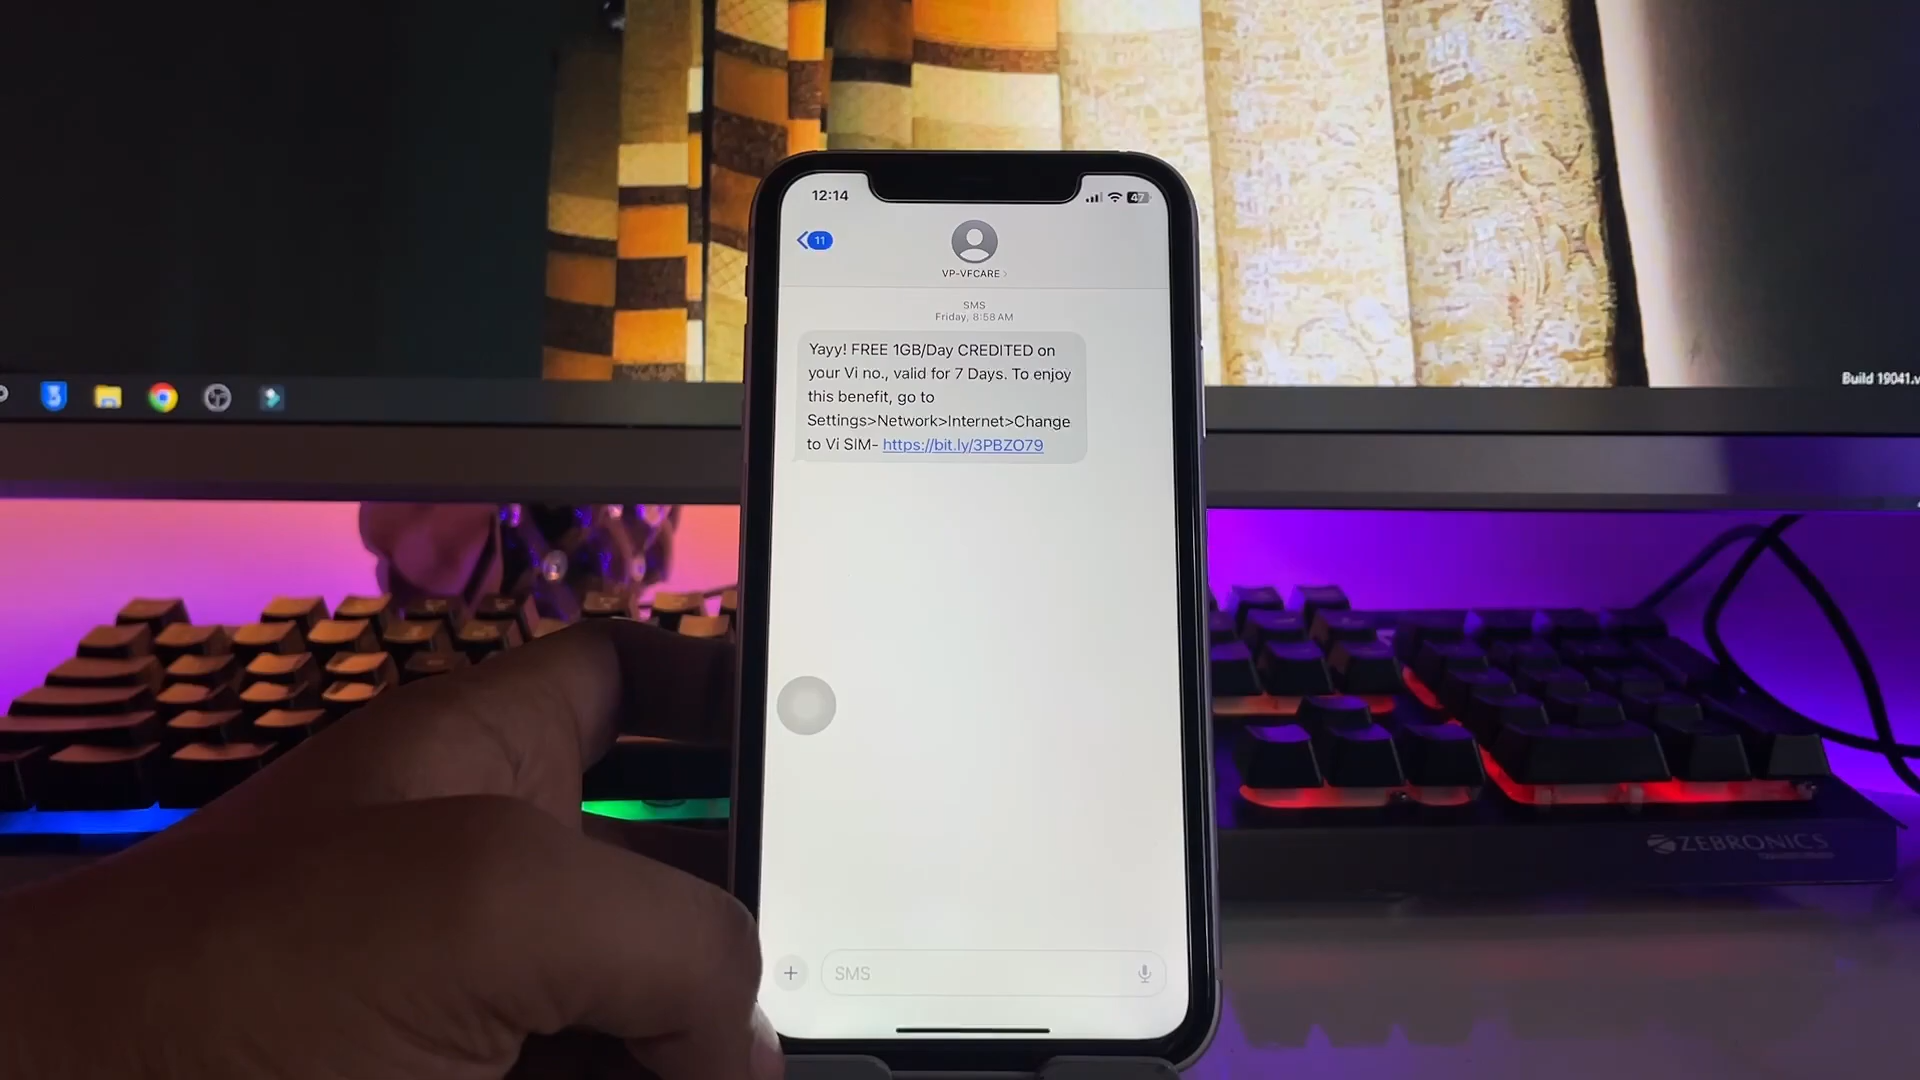 12:14
47
11
VP-VFCARE
SMS
Friday, 8:58 AM
Yayy! FREE 1GB/Day CREDITED on
your Vi no., valid for 7 Days. To enjoy
this benefit, go to
Settings>Network>Internet>Change
to Vi SIM- https://bit.ly/3PBZO79
SMS
Build 19041.v
ZEBRONICS